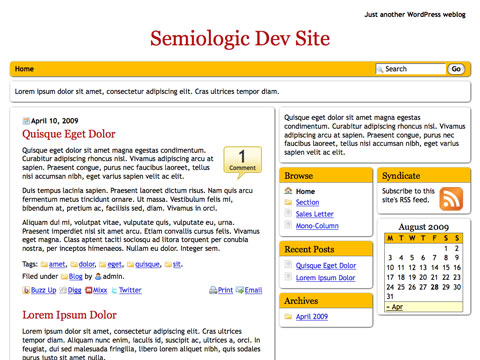 Just another WordPress weblog
Semiologic Dev Site
Home
Search
Go
Lorem ipsum dolor sit amet, consectetur adipiscing elit. Cras ultrices tempor diam.
April 10, 2009
Quisque Eget Dolor
1
Comment
Quisque eget dolor sit amet magna egestas condimentum.
Curabitur adipiscing rhoncus nisl. Vivamus adipiscing arcu at
sapien. Praesent congue, purus nec faucibus laoreet, tellus
nisi accumsan nibh, eget varius sapien velit ac elit.
Duis tempus lacinia sapien. Praesent laoreet dictum risus. Nam quis arcu
fermentum metus tincidunt ornare. Ut a massa. Vestibulum felis mi,
bibendum at, pretium facilisis, facilisis sed, diam. Vivamus in orci.
Aliquam dui mi, volutpat vitae, vulputate quis, vulputate eu, urna.
Praesent imperdiet nisl sit amet arcu. Etiam convallis cursus felis. Vivamus
eget magna. Class aptent taciti sociosqu ad litora torquent per conubia
nostra, per inceptos himenaeos. Nullam eu dolor. Integer sem.
Tags: amet, dolor, eget, quisque, sit.
Filed under Blog by admin.
Buzz Up Digg Mixx Twitter Print Email
Lorem Ipsum Dolor
Lorem ipsum dolor sit amet, consectetur adipiscing elit. Cras ultrices
tempor diam. Aliquam nunc enim, iaculis id, suscipit ac, ultricies a, orci. In
feugiat, dui sed malesuada fringilla, libero lorem aliquet nibh, quis sodales
purus justo sit amet nulla.
Quisque eget dolor sit amet magna egestas
condimentum. Curabitur adipiscing rhoncus nisl. Vivamus
adipiscing arcu at sapien. Praesent congue, purus nec
faucibus laoreet, tellus nisi accumsan nibh, eget varius
sapien velit ac elit.
Browse
Home
Section
Sales Letter
Mono-Column
Recent Posts
Quisque Eget Dolor
Lorem Ipsum Dolor
Archives
April 2009
Syndicate
Subscribe to this
site's RSS feed.
August 2009
M T W T F S S
1 2
3 4 5 6 7 8 9
10 11 12 13 14 15 16
17 18 19 20 21 22 23
24 25 26 27 28 29 30
31
« Apr